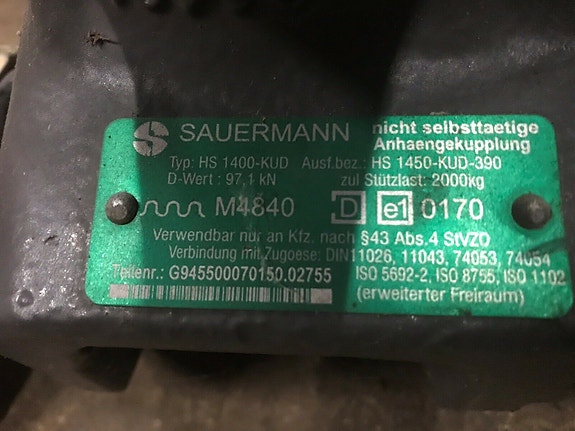 SAUERMANN
nicht selbsttaetige
Anhaengekupplung
Typ: HS 1400-KUD Ausf.bez.: HS 1450-KUD-390
D-Wert : 97,1 kN zul Stützlast: 2000kg
M4840 D e1 0170
Verwendbar nur an Kfz. nach §43 Abs.4 StVZO
Verbindung mit Zugoese: DIN11026, 11043, 74053, 74054
Teilenr.: G945500070150.02755 ISO 5692-2, ISO 8755, ISO 1102
(erweiterter Freiraum)